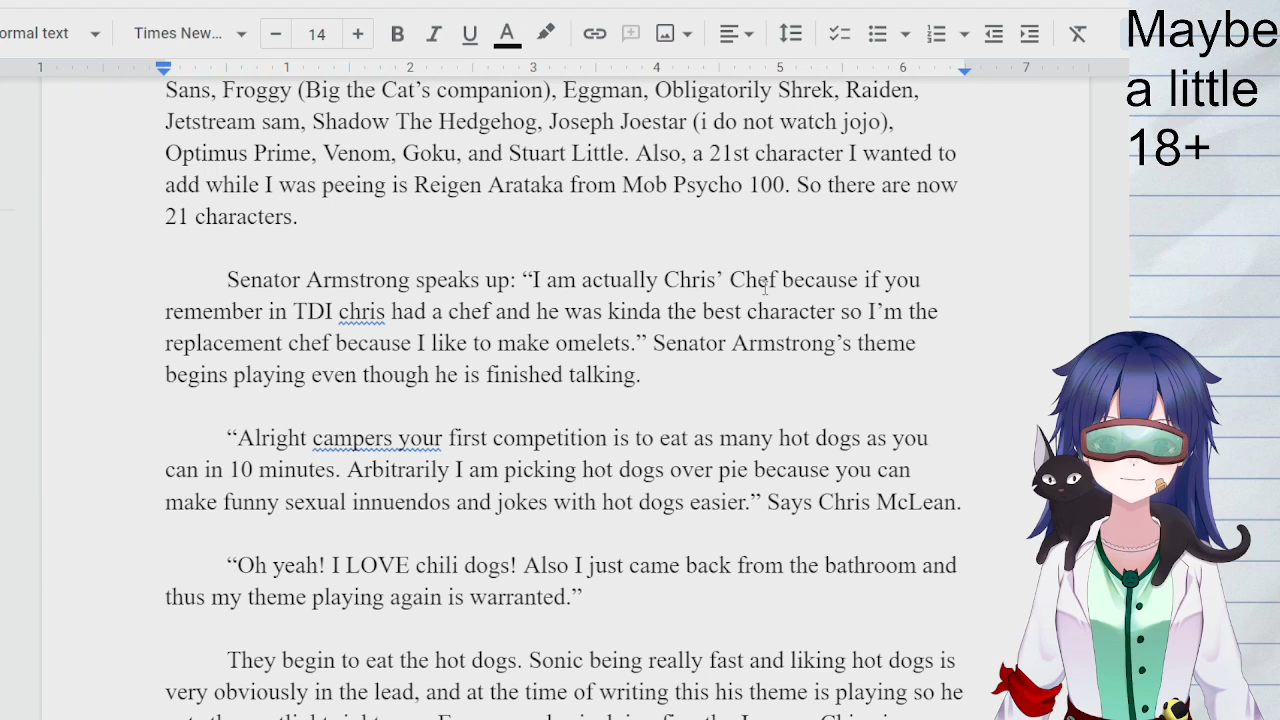 ormal text
Times New...
14
Maybe
a little
18+
1 1 2 3 4 5 6 7
Sans, Froggy (Big the Cat’s companion), Eggman, Obligatorily Shrek, Raiden,
Jetstream sam, Shadow The Hedgehog, Joseph Joestar (i do not watch jojo),
Optimus Prime, Venom, Goku, and Stuart Little. Also, a 21st character I wanted to
add while I was peeing is Reigen Arataka from Mob Psycho 100. So there are now
21 characters.
Senator Armstrong speaks up: “I am actually Chris’ Chef because if you
remember in TDI chris had a chef and he was kinda the best character so I’m the
replacement chef because I like to make omelets.” Senator Armstrong’s theme
begins playing even though he is finished talking.
“Alright campers your first competition is to eat as many hot dogs as you
can in 10 minutes. Arbitrarily I am picking hot dogs over pie because you can
make funny sexual innuendos and jokes with hot dogs easier.” Says Chris McLean.
“Oh yeah! I LOVE chili dogs! Also I just came back from the bathroom and
thus my theme playing again is warranted.”
They begin to eat the hot dogs. Sonic being really fast and liking hot dogs is
very obviously in the lead, and at the time of writing this his theme is playing so he